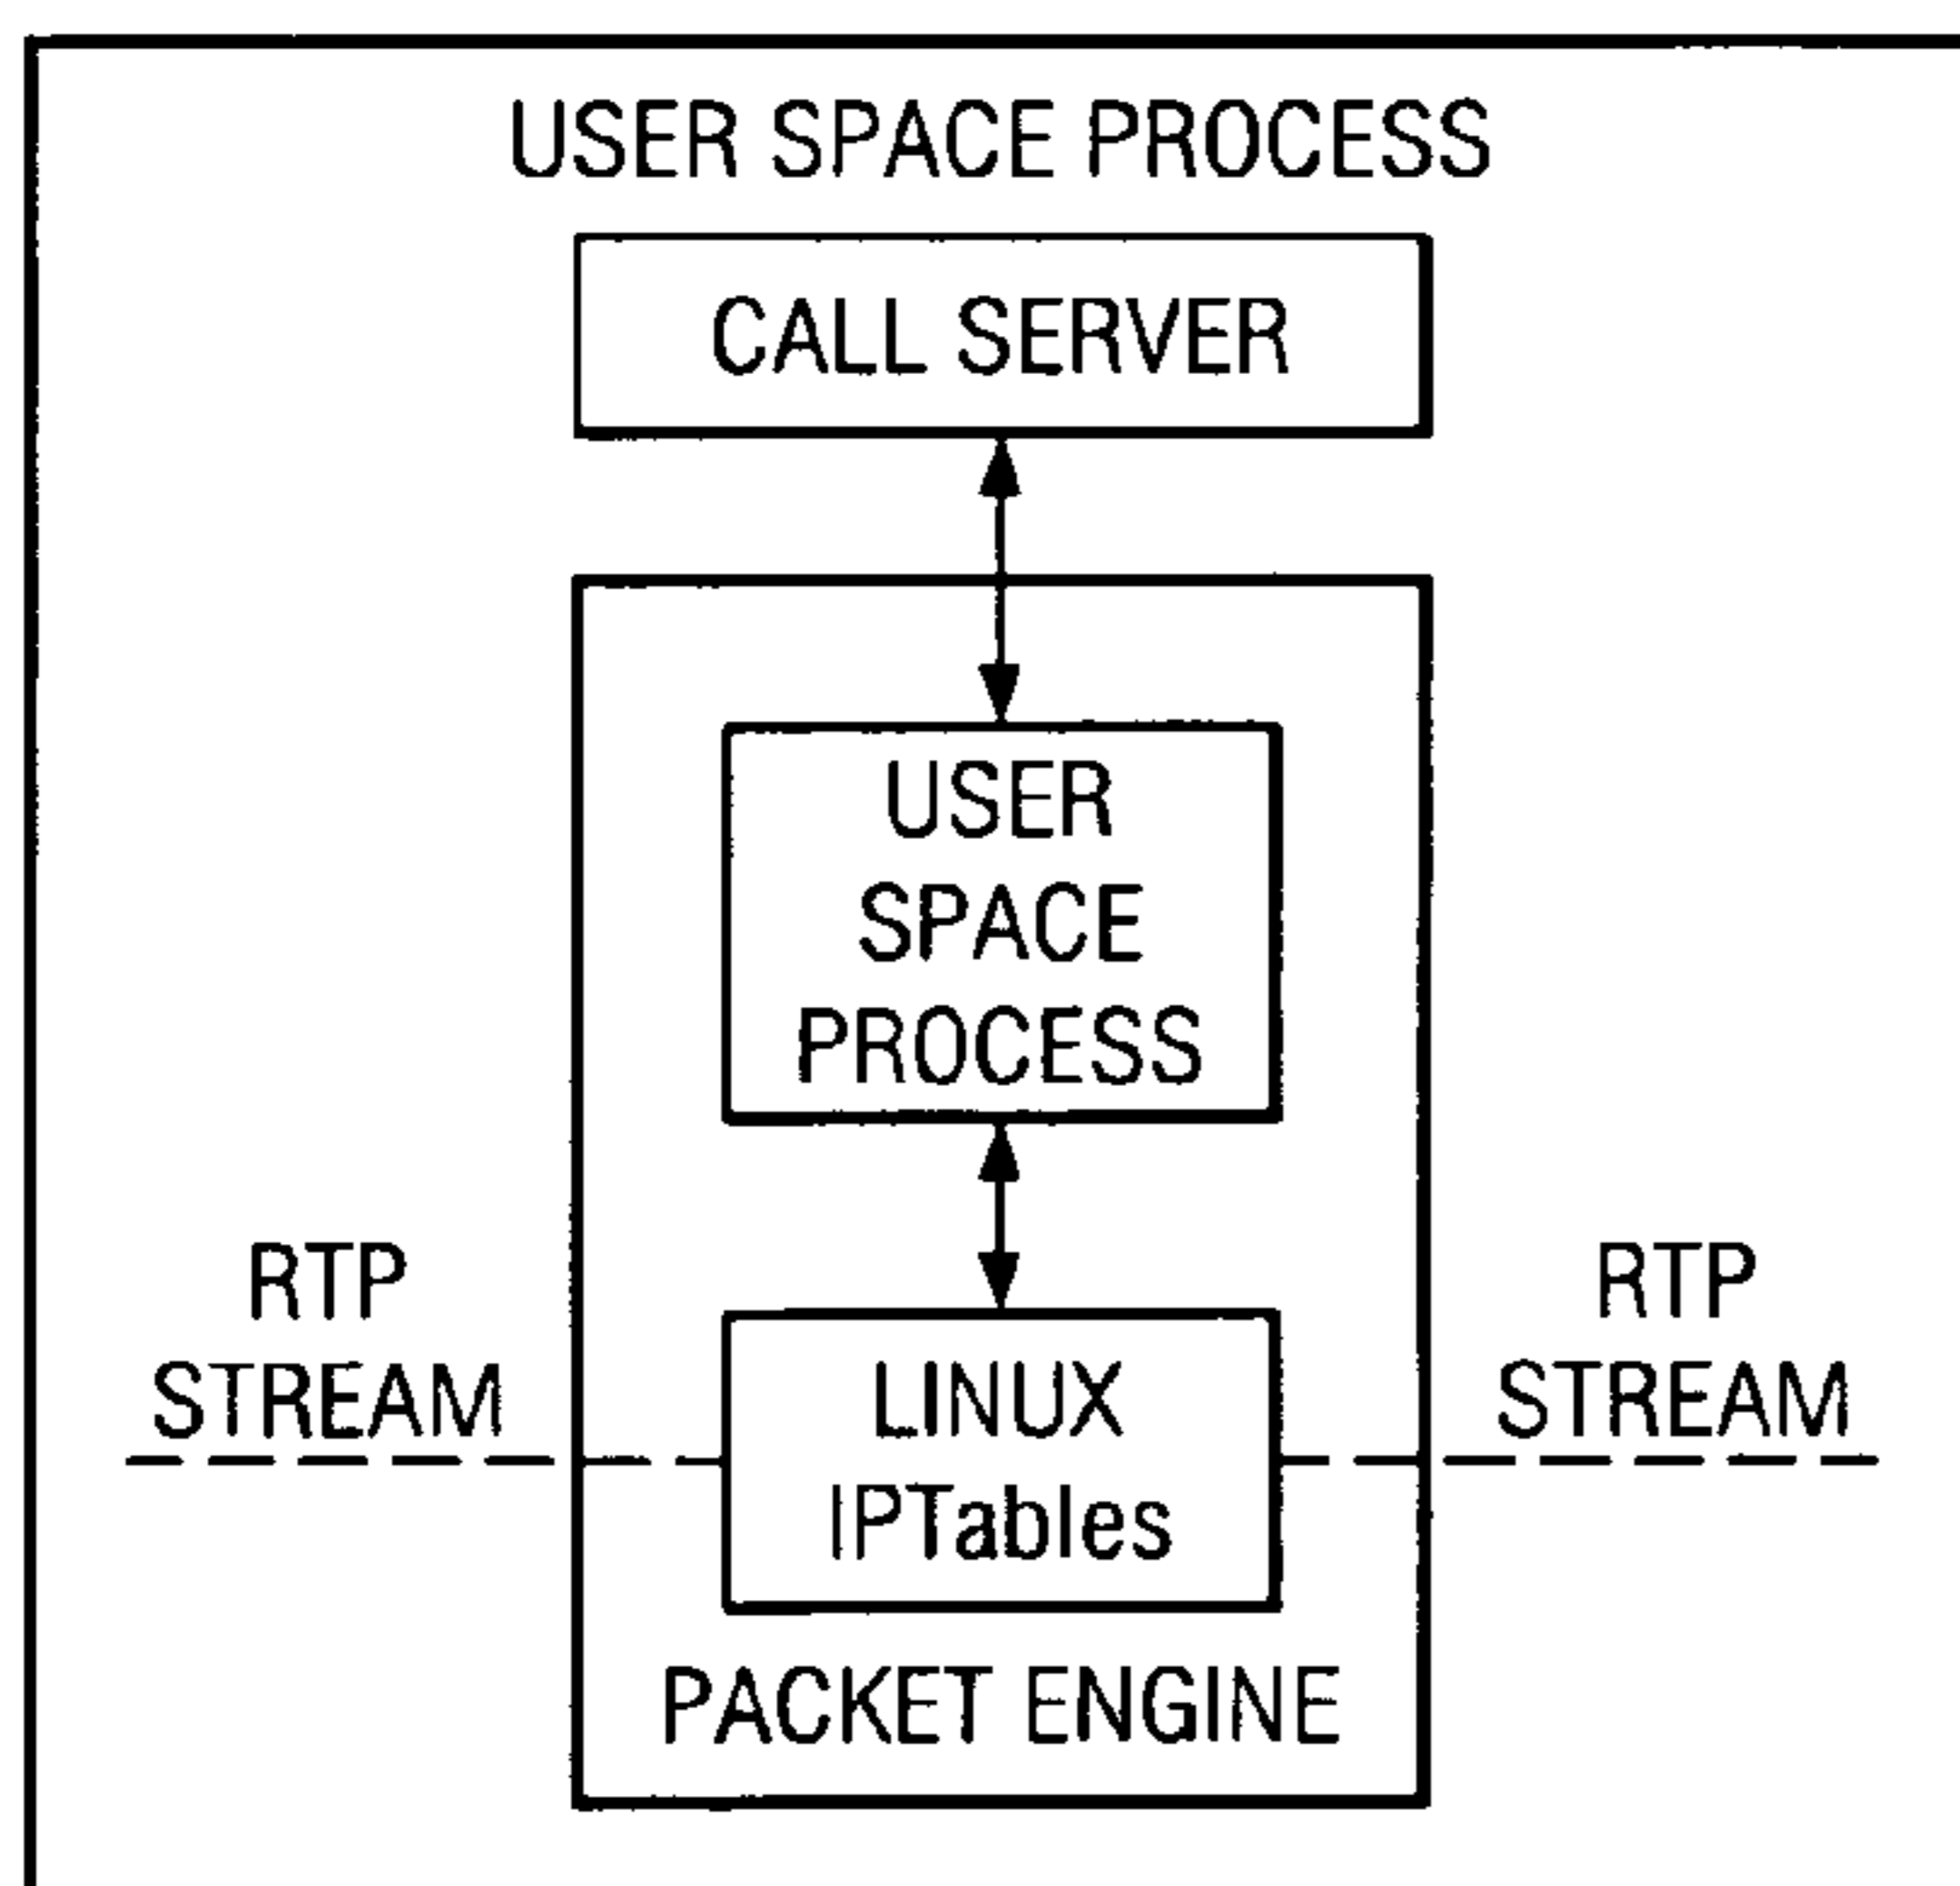 USER SPACE PROCESS
CALL SERVER
USER
SPACE
PROCESS
RTP
STREAM
LINUX
IPTables
RTP
STREAM
PACKET ENGINE